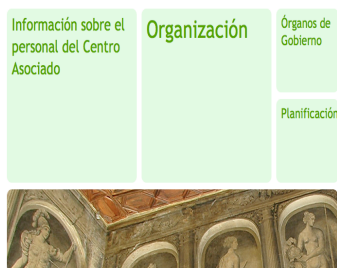 Información sobre el
personal del Centro
Asociado
Organización
Órganos de
Gobierno
Planificación